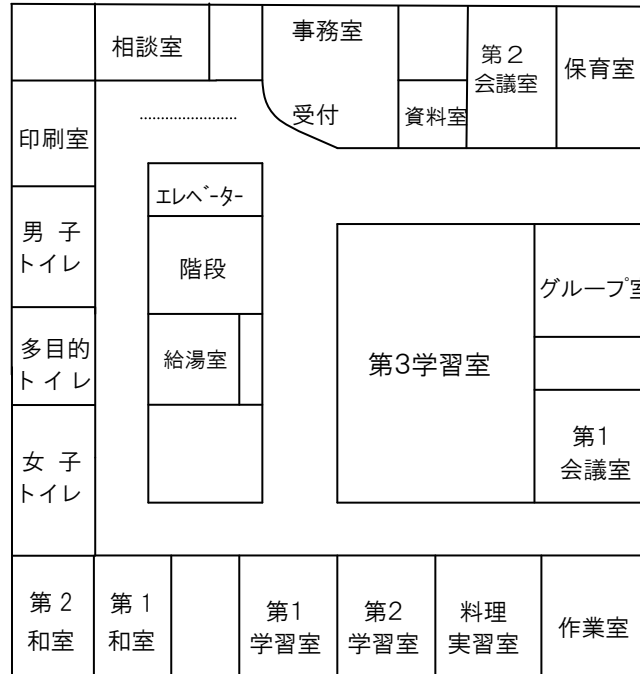 相談室
事務室
受付
資料室
第２
会議室
保育室
印刷室
エレベーター
男 子
トイレ
階段
グループ室
多目的
トイレ
給湯室
第3学習室
女 子
トイレ
第1
会議室
第２
和室
第１
和室
第1
学習室
第2
学習室
料理
実習室
作業室